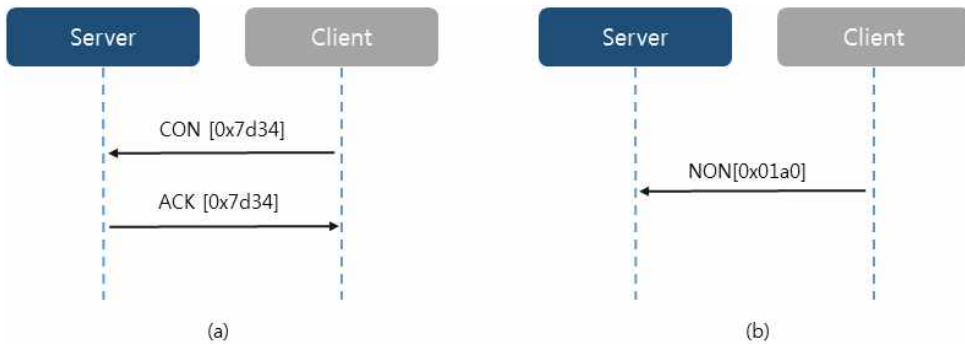 Server
Client
CON [0x7d34]
ACK [0x7d34]
(a)
Server
Client
NON[0x01a0]
(b)